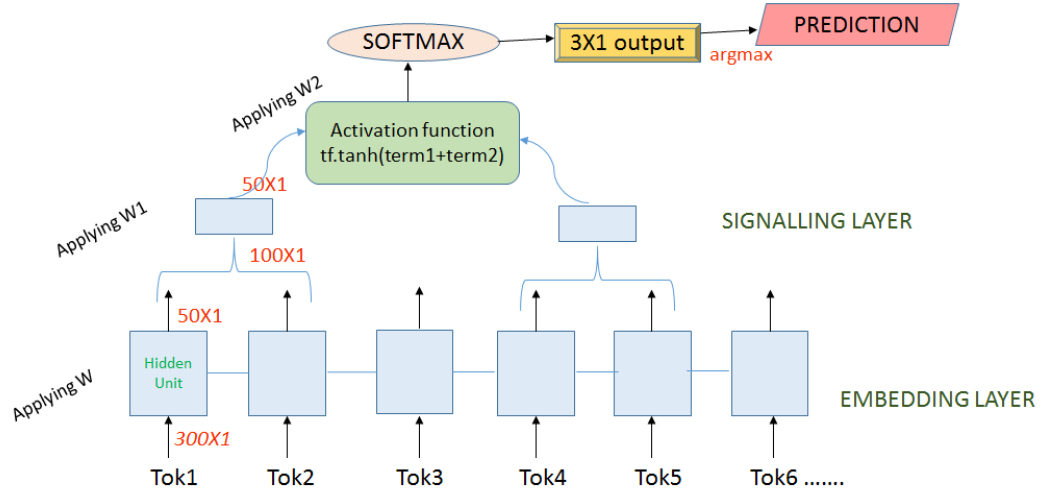 PREDICTION
SOFTMAX
3X1 output
argmax
Applying W2
Activation function
tf.tanh(term1+term2)
50X1
Applying W1
SIGNALLING LAYER
100X1
50X1
Hidden
Unit
Applying W
EMBEDDING LAYER
300X1
Tok1 Tok2 Tok3 Tok4 Tok5 Tok6 .......